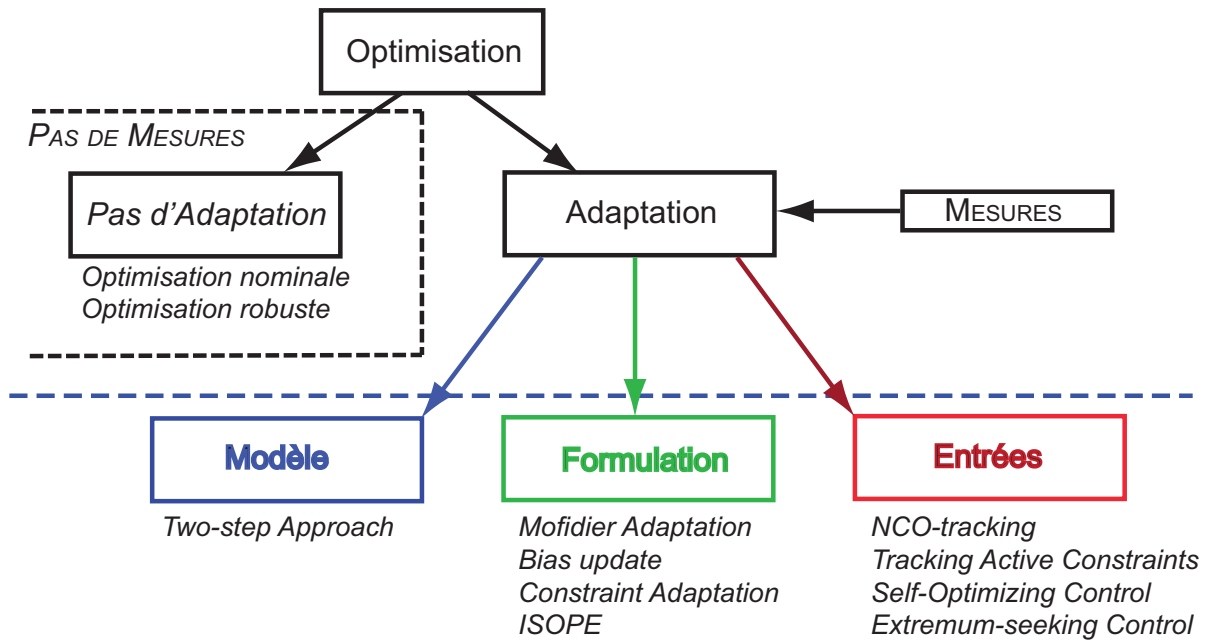 Optimisation
PAS DE MESURES
Pas d'Adaptation
Optimisation nominale
Optimisation robuste
Adaptation
MESURES
Modèle
Two-step Approach
Formulation
Mofidier Adaptation
Bias update
Constraint Adaptation
ISOPE
Entrées
NCO-tracking
Tracking Active Constraints
Self-Optimizing Control
Extremum-seeking Control